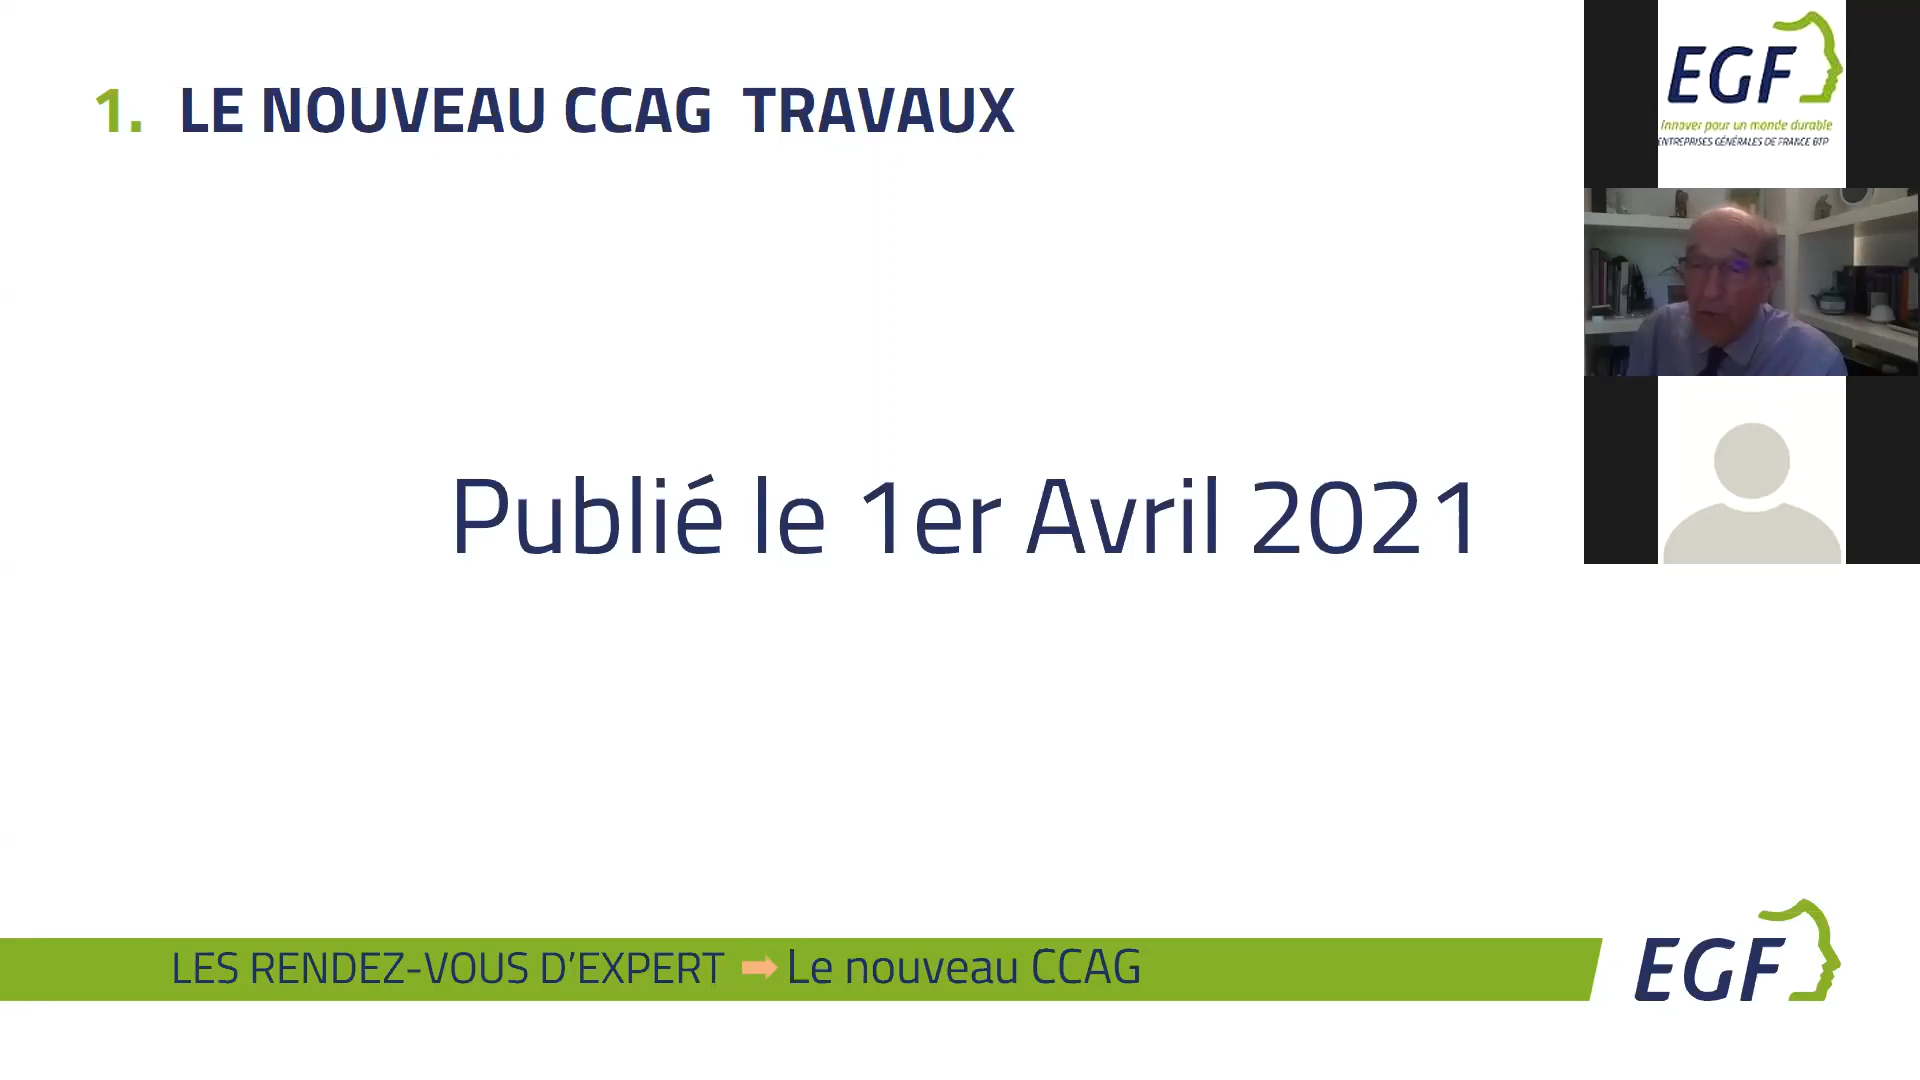 1. LE NOUVEAU CCAG TRAVAUX
EGF
Innover pour un monde durable
ENTREPRISES GÉNÉRALES DE FRANCE BTP
Publié le 1er Avril 2021
LES RENDEZ-VOUS D’EXPERT ➡ Le nouveau CCAG
EGF